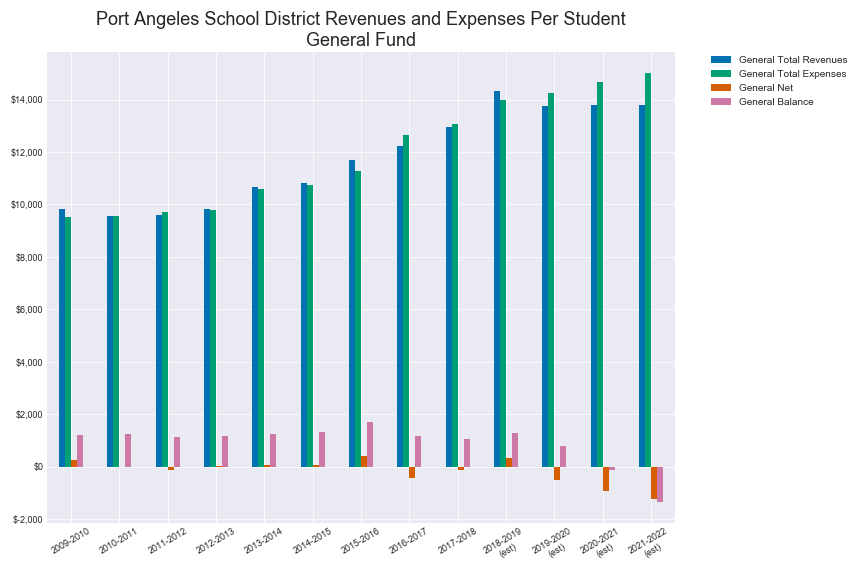 Port Angeles School District Revenues and Expenses Per Student
General Fund
General Total Revenues
General Total Expenses
General Net
General Balance
$14,000
$12,000
$10,000
$8,000
$6,000
$4,000
$2,000
$0
$-2,000
2009-2010
2010-2011
2011-2012
2012-2013
2013-2014
2014-2015
2015-2016
2016-2017
2017-2018
2018-2019
(est)
2019-2020
(est)
2020-2021
(est)
2021-2022
(est)